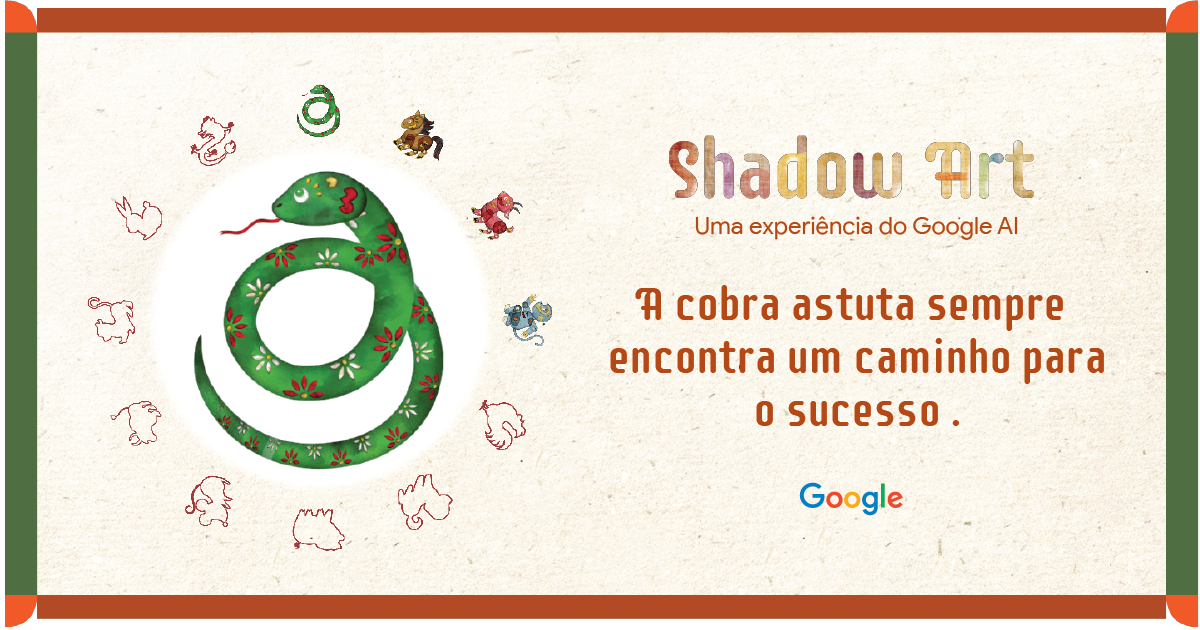 Shadow Art
Uma experiência do Google AI
A cobra astuta sempre
encontra um caminho para
o sucesso .
Google